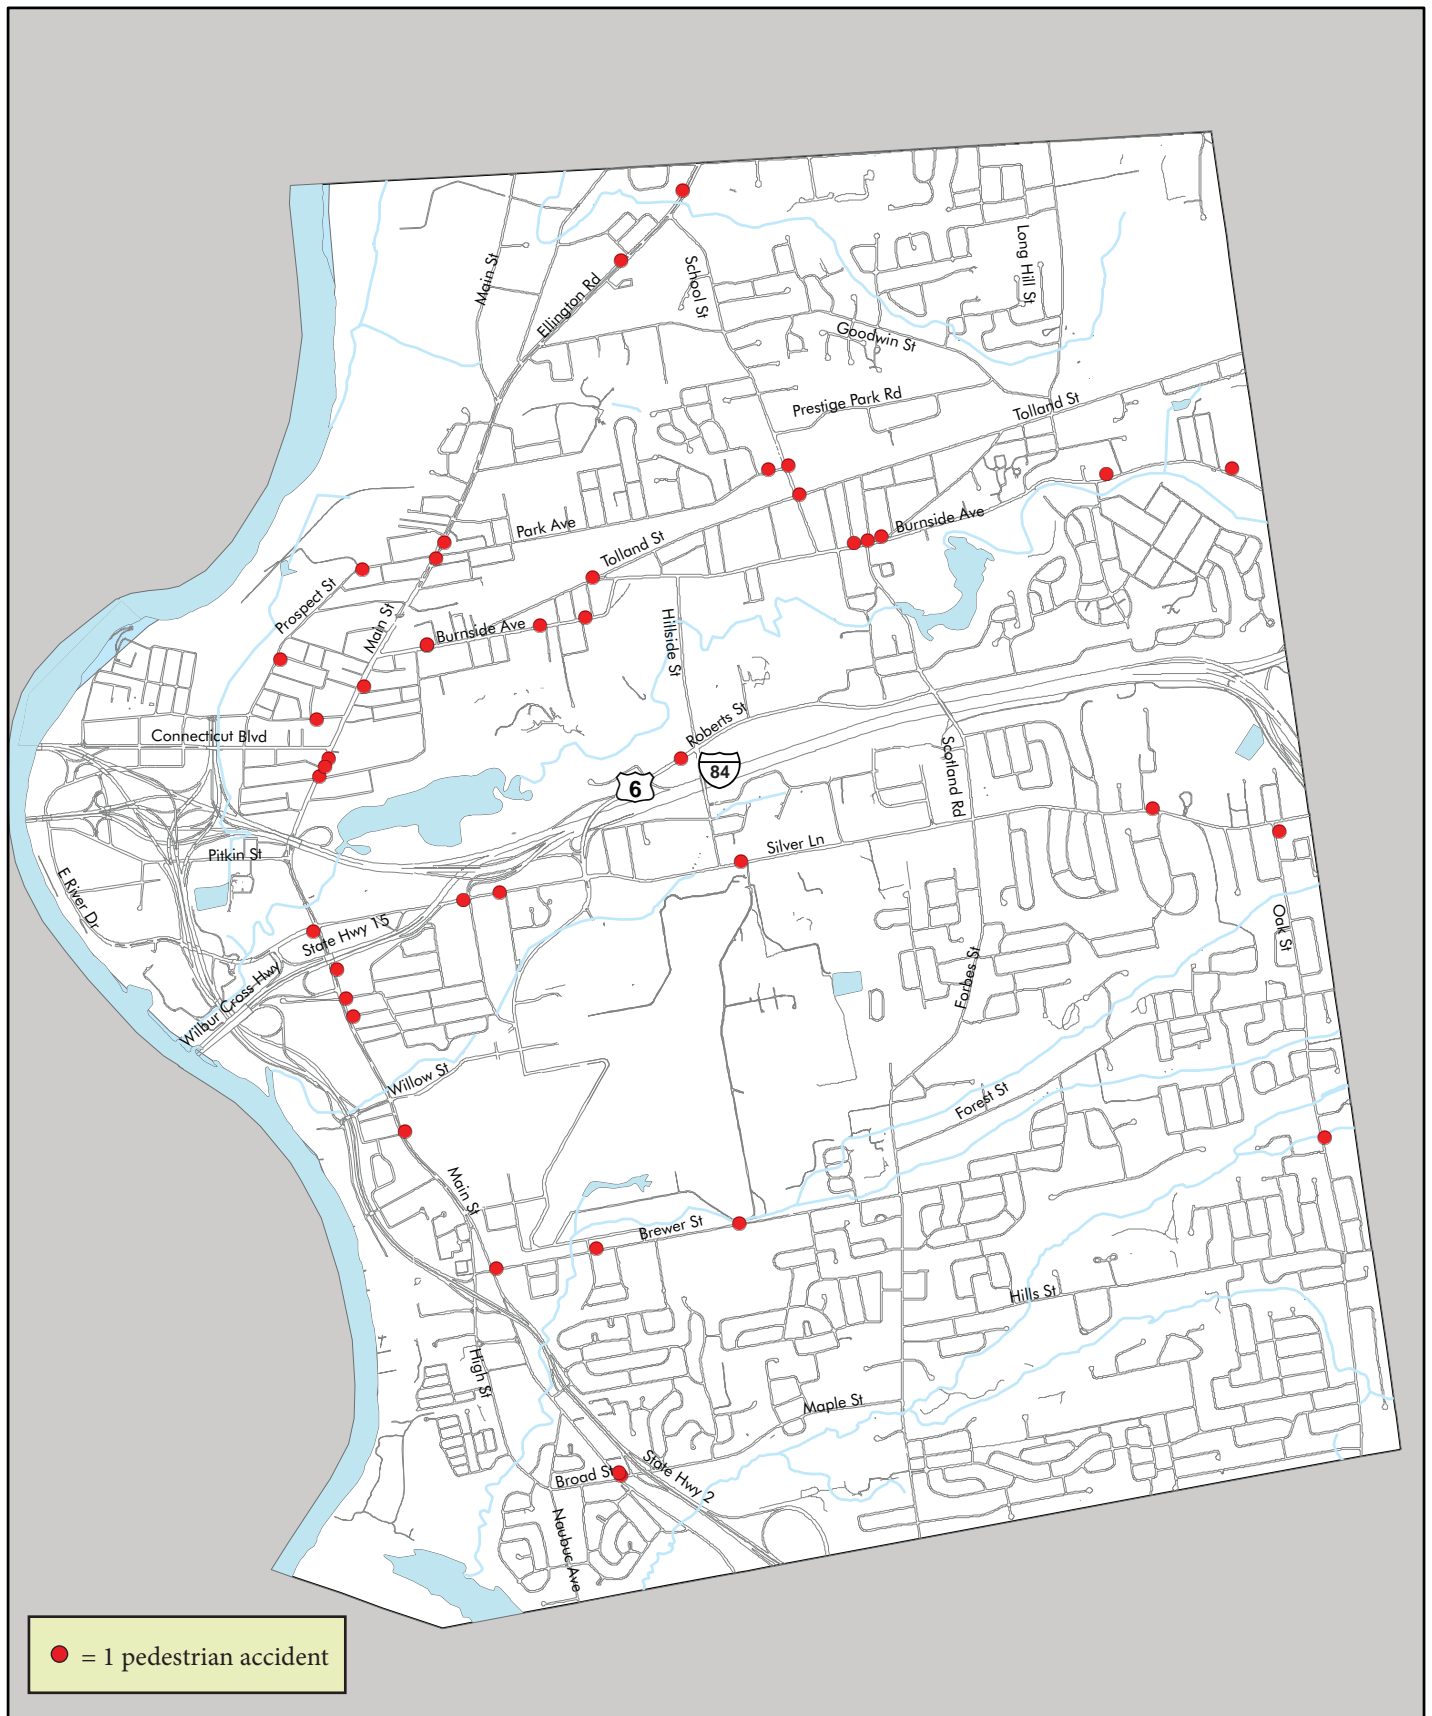 Main St
Ellington Rd
School St
Long Hill St
Goodwin St
Prestige Park Rd
Tolland St
Park Ave
Burnside Ave
Tolland St
Prospect St
Main St
Burnside Ave
Hillside St
Connecticut Blvd
Roberts St
84
6
Scotland Rd
Silver Ln
Pitkin St
E River Dr
State Hwy 15
Oak St
Wilbur Cross Hwy
Forbes St
Willow St
Forest St
Main St
Brewer St
Hills St
High St
Maple St
Broad St
State Hwy 2
Naubuc Ave
= 1 pedestrian accident